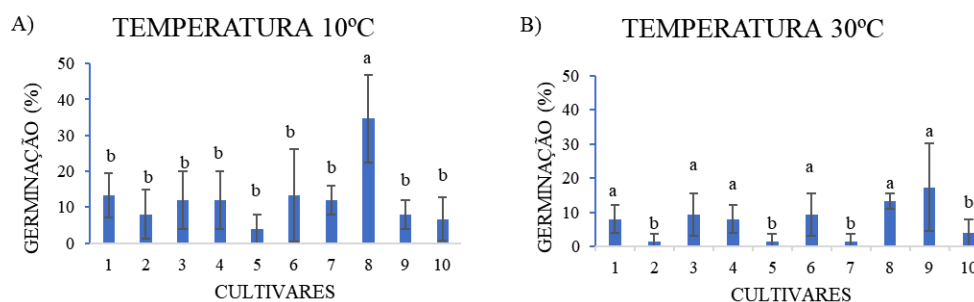 A) TEMPERATURA 10ºC
50
40
30
20
10
0
GERMINAÇÃO (%)
b b b b b b b a b b
1 2 3 4 5 6 7 8 9 10
CULTIVARES
B) TEMPERATURA 30ºC
50
40
30
20
10
0
GERMINAÇÃO (%)
a b a a b a b a a b
1 2 3 4 5 6 7 8 9 10
CULTIVARES